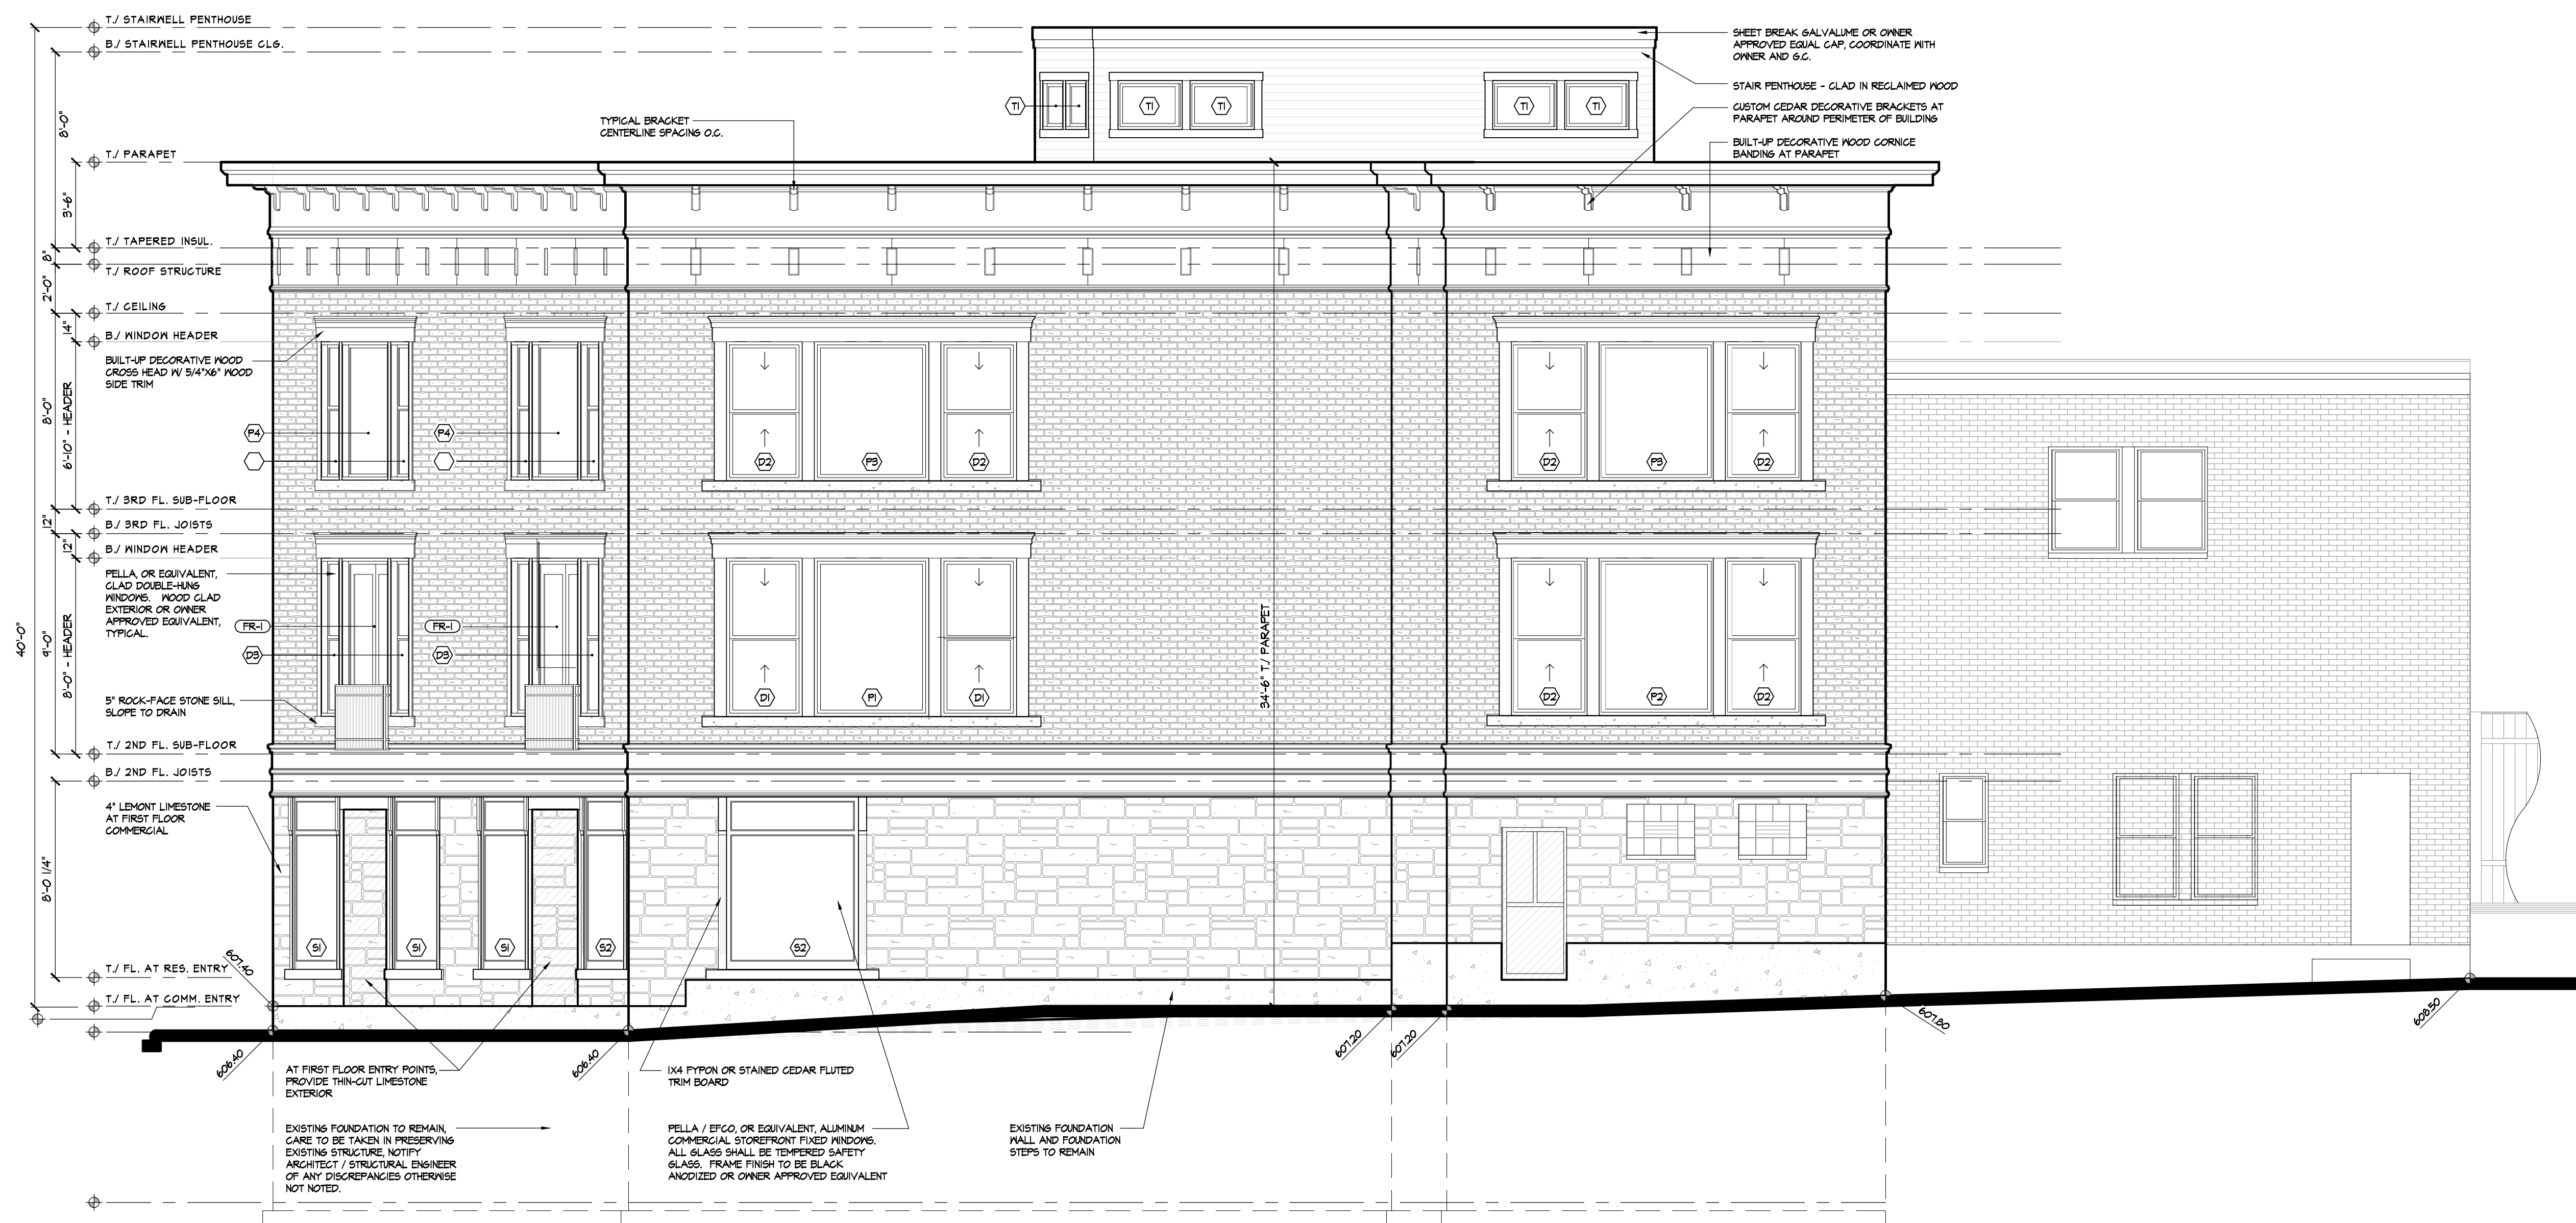 T./ STAIRWELL PENTHOUSE
B./ STAIRWELL PENTHOUSE CLG.
T./ PARAPET
T./ TAPERED INSUL.
T./ ROOF STRUCTURE
T./ CEILING
B./ WINDOW HEADER
BUILT-UP DECORATIVE WOOD
CROSS HEAD W/ 5/4"X6" WOOD
SIDE TRIM
T./ 3RD FL. SUB-FLOOR
B./ 3RD FL. JOISTS
B./ WINDOW HEADER
PELLA, OR EQUIVALENT,
CLAD DOUBLE-HUNG
WINDOWS. WOOD CLAD
EXTERIOR OR OWNER
APPROVED EQUIVALENT,
TYPICAL.
5" ROCK-FACE STONE SILL,
SLOPE TO DRAIN
T./ 2ND FL. SUB-FLOOR
B./ 2ND FL. JOISTS
4" LEMONT LIMESTONE
AT FIRST FLOOR
COMMERCIAL
T./ FL. AT RES. ENTRY
T./ FL. AT COMM. ENTRY
40'-0"
8'-0"
3'-6"
8"
2'-0"
14"
8'-0"
6'-10" - HEADER
12"
12"
9'-0"
8'-0" - HEADER
8'-0 1/4"
TYPICAL BRACKET
CENTERLINE SPACING O.C.
SHEET BREAK GALVALUME OR OWNER
APPROVED EQUAL CAP, COORDINATE WITH
OWNER AND G.C.
STAIR PENTHOUSE - CLAD IN RECLAIMED WOOD
CUSTOM CEDAR DECORATIVE BRACKETS AT
PARAPET AROUND PERIMETER OF BUILDING
BUILT-UP DECORATIVE WOOD CORNICE
BANDING AT PARAPET
T1
T1
T1
T1
T1
P4
P4
D2
P3
D2
D2
P3
D2
FR-1
FR-1
D3
D3
D1
P1
D1
D2
P2
D2
34'-6" T./ PARAPET
S1
S1
S1
S2
S2
607.40
606.40
606.40
607.20
607.20
607.80
608.50
AT FIRST FLOOR ENTRY POINTS,
PROVIDE THIN-CUT LIMESTONE
EXTERIOR
1X4 FYPON OR STAINED CEDAR FLUTED
TRIM BOARD
EXISTING FOUNDATION TO REMAIN,
CARE TO BE TAKEN IN PRESERVING
EXISTING STRUCTURE, NOTIFY
ARCHITECT / STRUCTURAL ENGINEER
OF ANY DISCREPANCIES OTHERWISE
NOT NOTED.
PELLA / EFCO, OR EQUIVALENT, ALUMINUM
COMMERCIAL STOREFRONT FIXED WINDOWS.
ALL GLASS SHALL BE TEMPERED SAFETY
GLASS. FRAME FINISH TO BE BLACK
ANODIZED OR OWNER APPROVED EQUIVALENT
EXISTING FOUNDATION
WALL AND FOUNDATION
STEPS TO REMAIN